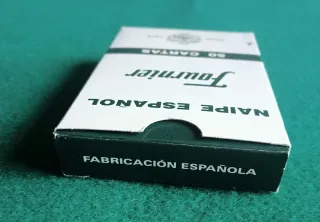 50 CARTAS
Fournier
NAIPE ESPAÑOL
FABRICACIÓN ESPAÑOLA